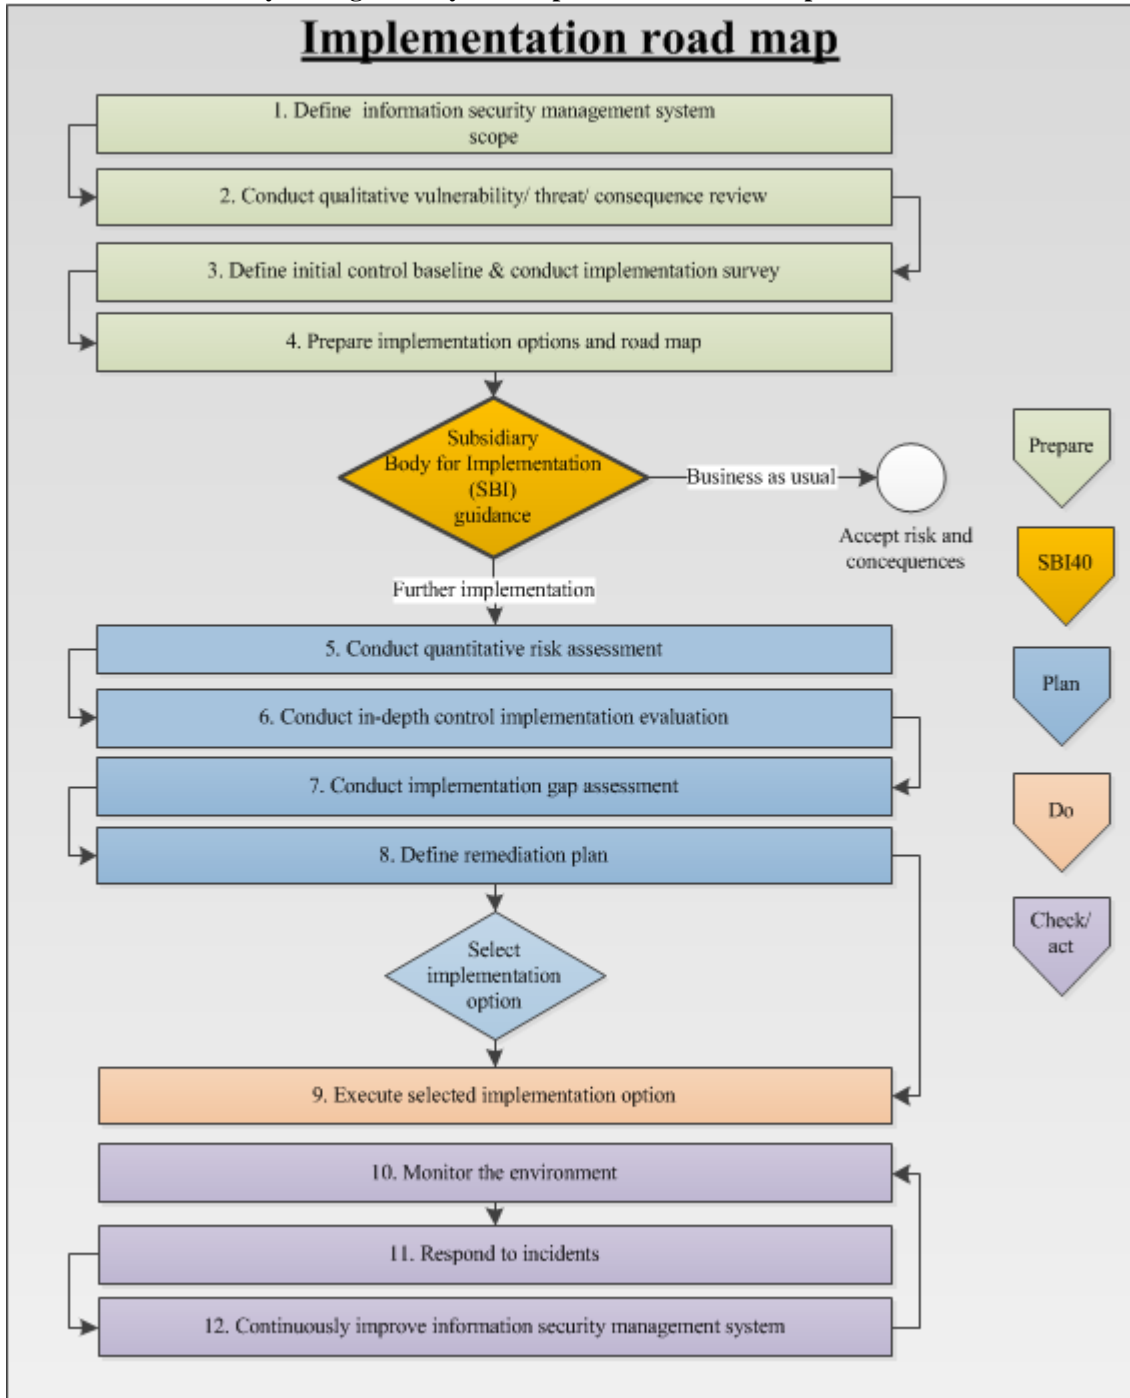 Implementation road map
1. Define information security management system
scope
2. Conduct qualitative vulnerability/ threat/ consequence review
3. Define initial control baseline & conduct implementation survey
4. Prepare implementation options and road map
Subsidiary
Body for Implementation
(SBI)
guidance
Business as usual
Accept risk and
concequences
Further implementation
5. Conduct quantitative risk assessment
6. Conduct in-depth control implementation evaluation
7. Conduct implementation gap assessment
8. Define remediation plan
Select
implementation
option
9. Execute selected implementation option
10. Monitor the environment
11. Respond to incidents
12. Continuously improve information security management system
Prepare
SBI40
Plan
Do
Check/
act